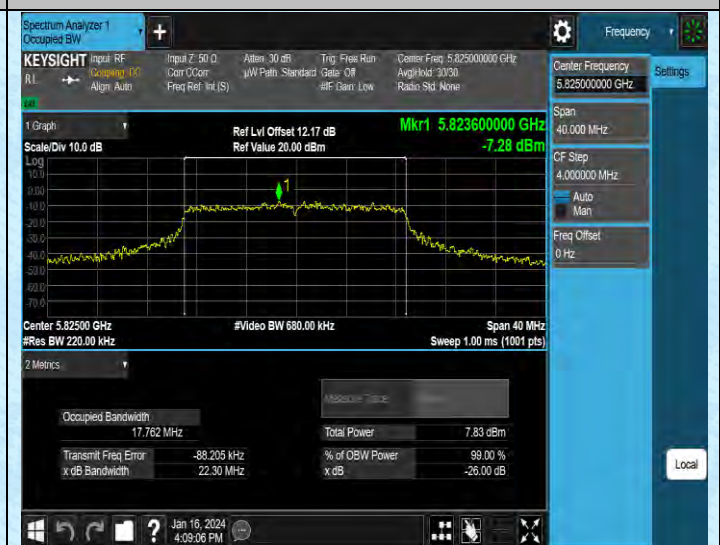 Spectrum Analyzer 1
Occupied BW
+
Frequency
KEYSIGHT
RL
Input: RF
Coupling: DC
Align: Auto
Input Z: 50 Ω
Corr CCorr
Freq Ref: Int (S)
Atten: 30 dB
µW Path: Standard
Trig: Free Run
Gate: Off
#IF Gain: Low
Center Freq: 5.825000000 GHz
Avg|Hold: 30/30
Radio Std: None
Center Frequency
5.825000000 GHz
Settings
Span
40.000 MHz
CF Step
4.000000 MHz
Auto
Man
Freq Offset
0 Hz
1 Graph
Scale/Div 10.0 dB
Ref Lvl Offset 12.17 dB
Ref Value 20.00 dBm
Mkr1 5.823600000 GHz
-7.28 dBm
Log
10.0
0.00
-10.0
-20.0
-30.0
-40.0
-50.0
-60.0
-70.0
1
Center 5.82500 GHz
#Res BW 220.00 kHz
#Video BW 680.00 kHz
Span 40 MHz
Sweep 1.00 ms (1001 pts)
2 Metrics
Measure Trace
Occupied Bandwidth
17.762 MHz
Total Power 7.83 dBm
Transmit Freq Error -88.205 kHz
% of OBW Power 99.00 %
x dB Bandwidth 22.30 MHz
x dB -26.00 dB
Local
?
Jan 16, 2024
4:09:06 PM